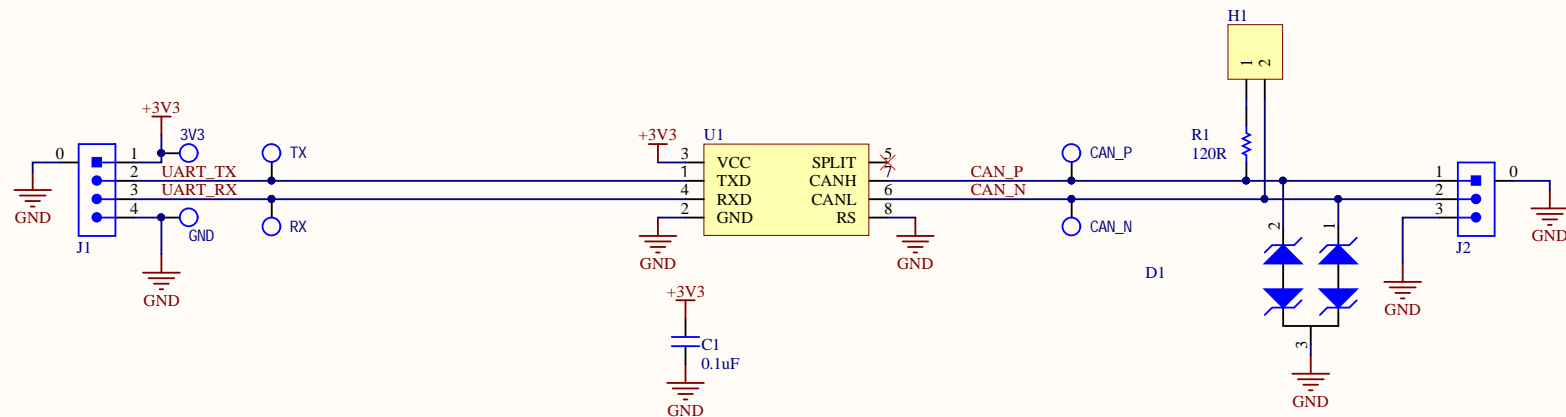 H1
1 2
+3V3
3V3
TX
+3V3
U1
R1
120R
CAN_P
0
1
2
3
4
UART_TX
UART_RX
3
1
4
2
VCC
TXD
RXD
GND
SPLIT
CANH
CANL
RS
5
7
6
8
CAN_P
CAN_N
1
2
3
0
GND
J1
GND
RX
GND
GND
CAN_N
2
1
J2
GND
GND
D1
GND
+3V3
C1
0.1uF
GND
3
GND